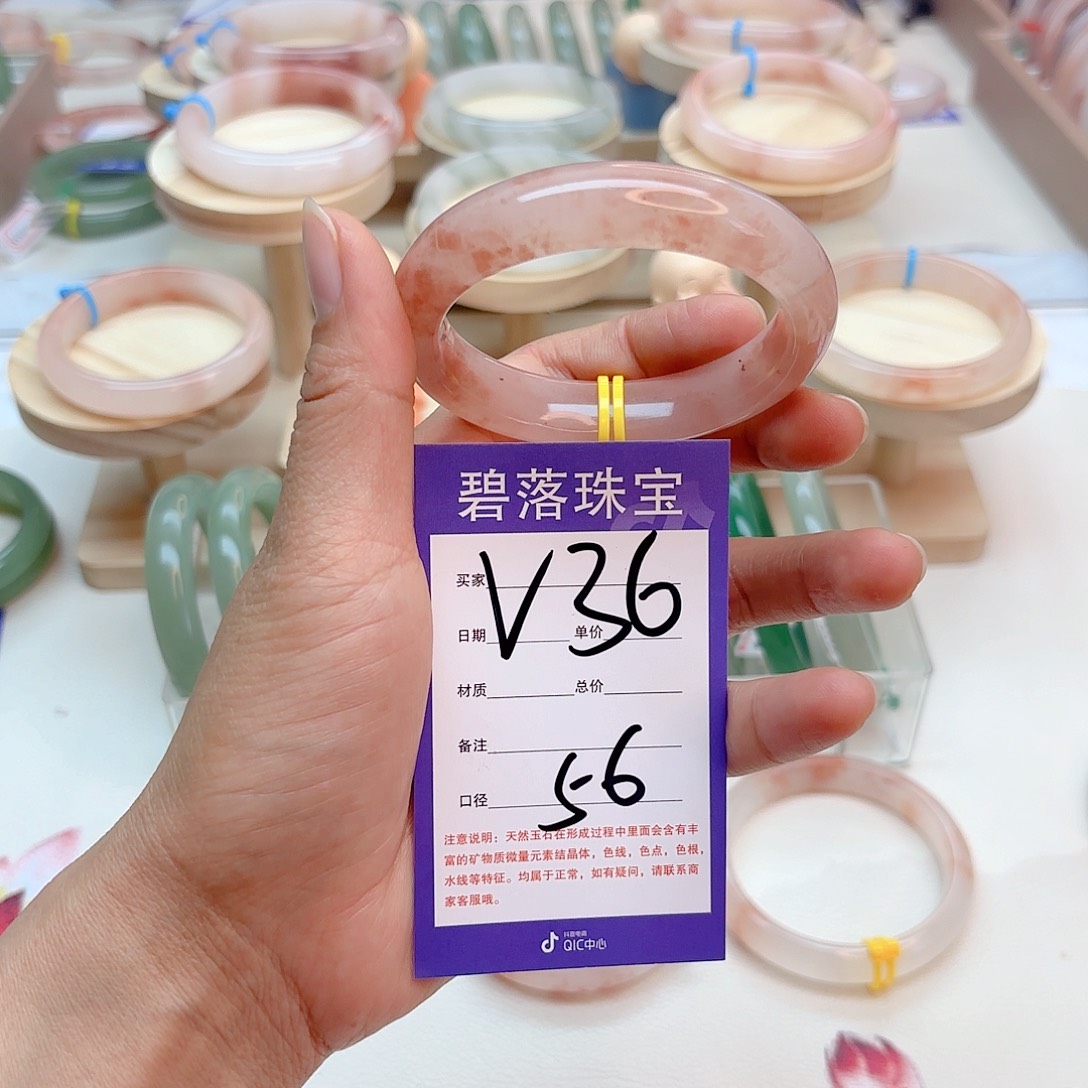 碧落珠宝
买家
V36
日期 单价
材质 总价
备注
56
口径
注意说明：天然玉石在形成过程中里面会含有丰
富的矿物质微量元素结晶体，色线，色点，色根，
水线等特征。均属于正常，如有疑问，请联系商
家客服哦。
抖音电商
QIC中心